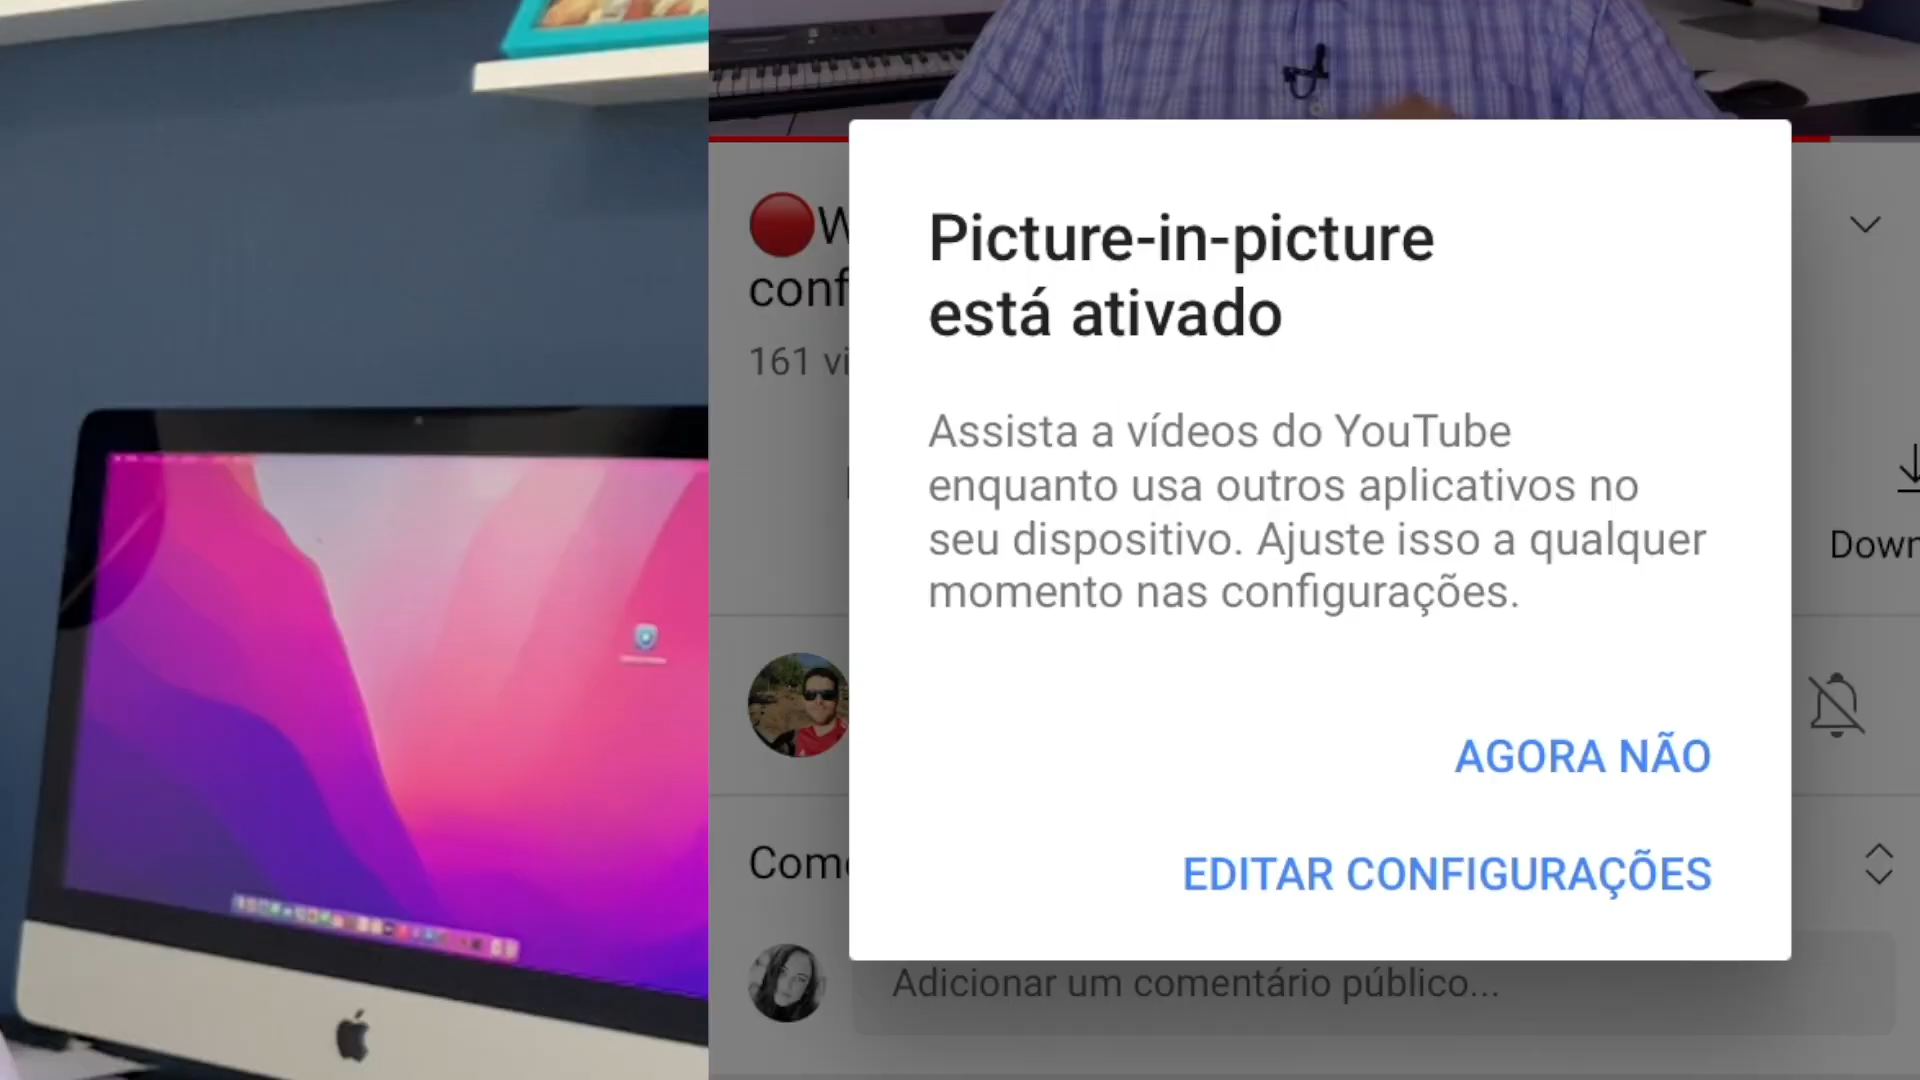 Picture-in-picture
está ativado
Assista a vídeos do YouTube
enquanto usa outros aplicativos no
seu dispositivo. Ajuste isso a qualquer
momento nas configurações.
AGORA NÃO
EDITAR CONFIGURAÇÕES
conf
161 vi
Down
Come
Adicionar um comentário público...